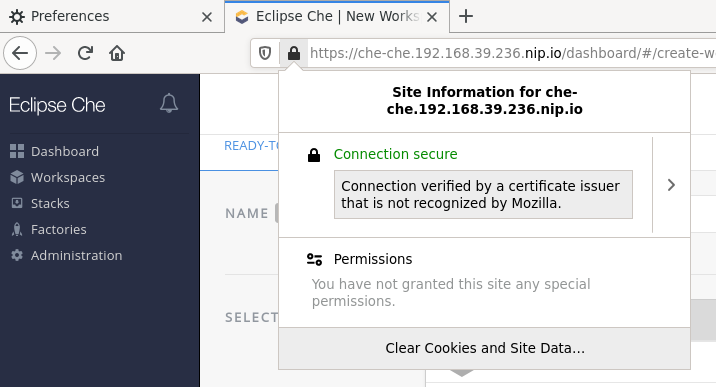 Preferences
Eclipse Che | New Works
https://che-che.192.168.39.236.nip.io/dashboard/#/create-w
Eclipse Che
Site Information for che-
che.192.168.39.236.nip.io
Dashboard
Workspaces
Stacks
Factories
Administration
READY-TO
NAME
SELECT
Connection secure
Connection verified by a certificate issuer
that is not recognized by Mozilla.
Permissions
You have not granted this site any special
permissions.
Clear Cookies and Site Data...